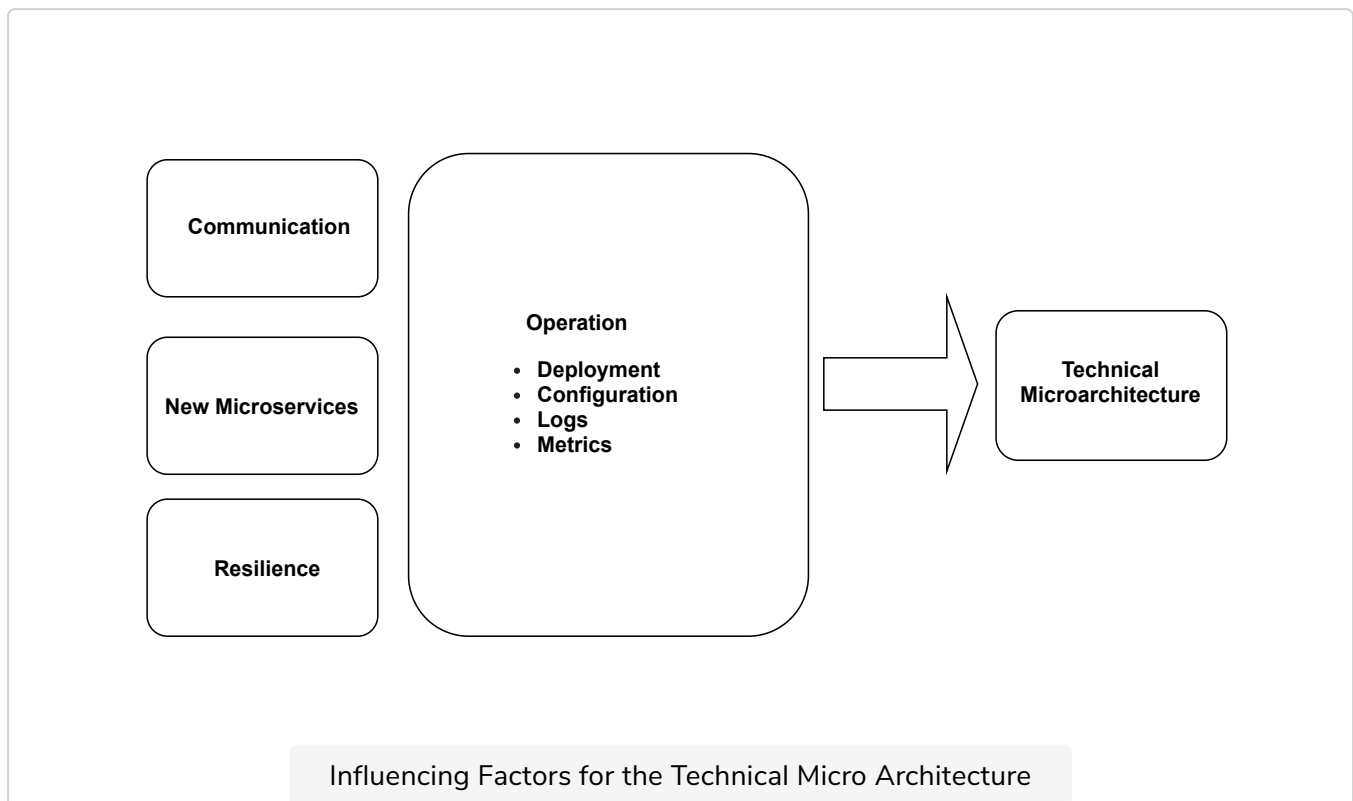 Communication
New Microservices
Resilience
Operation
• Deployment
• Configuration
• Logs
• Metrics
Technical
Microarchitecture
Influencing Factors for the Technical Micro Architecture